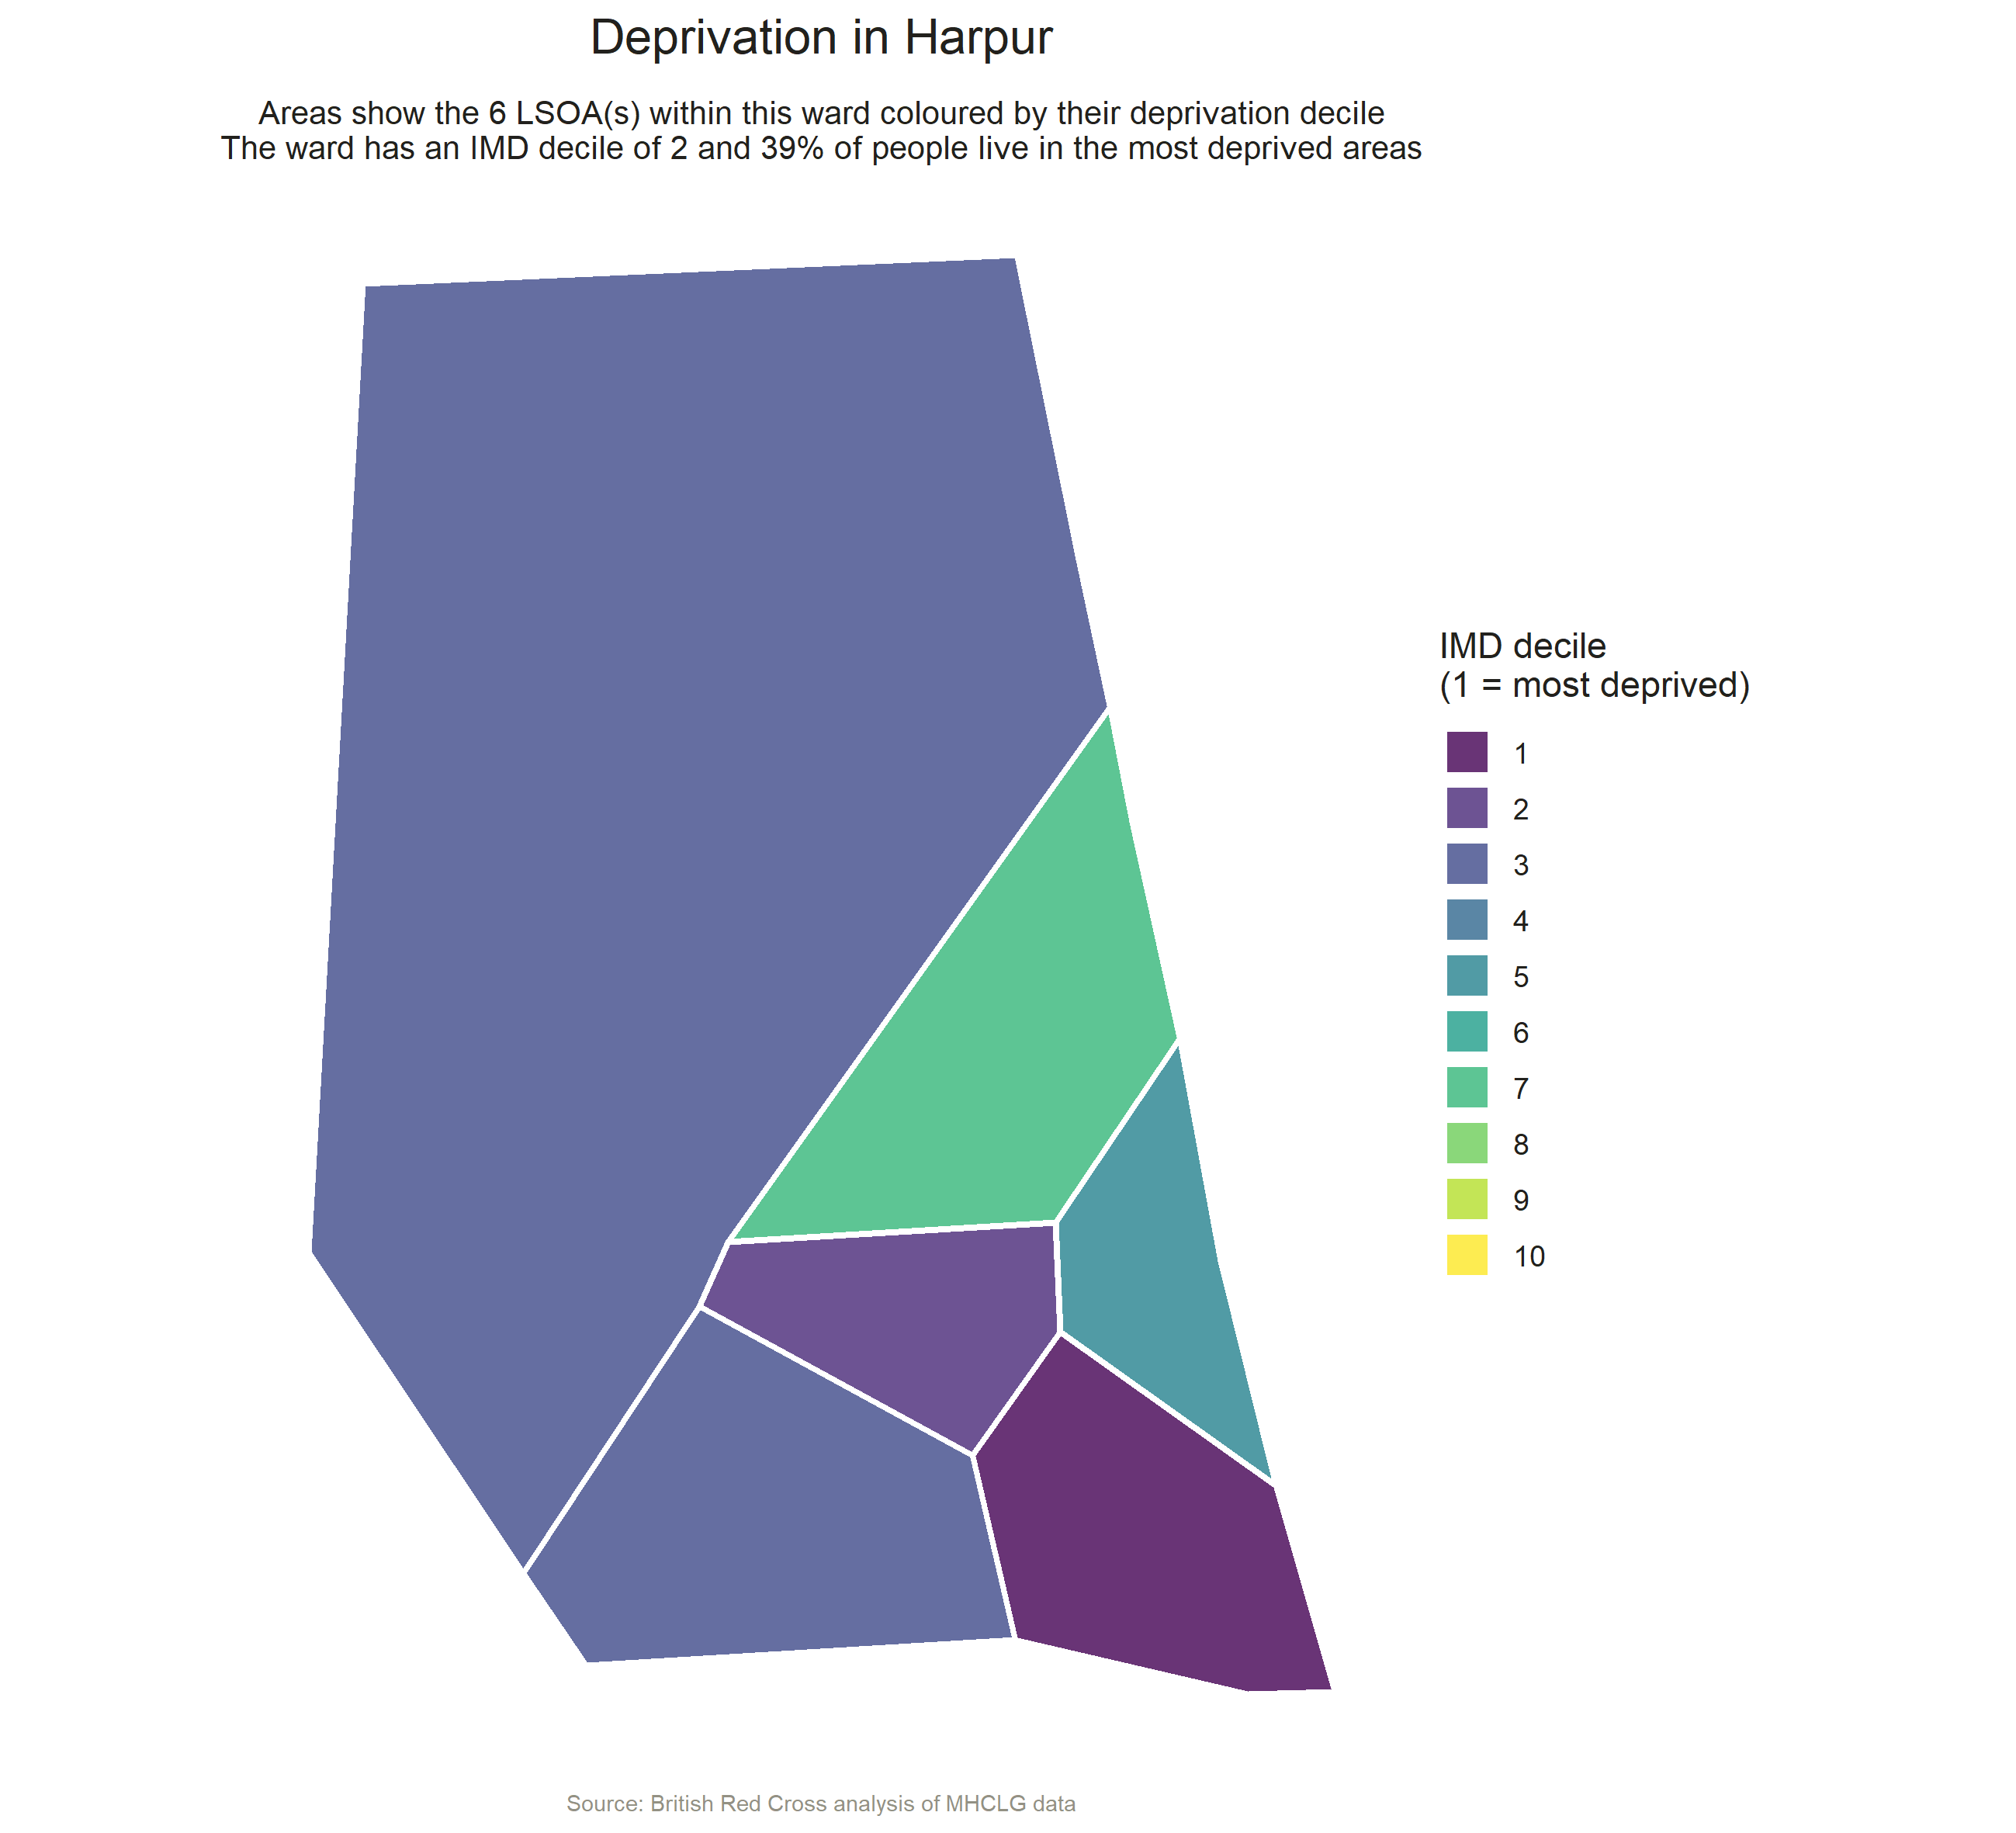 Deprivation in Harpur
Areas show the 6 LSOA(s) within this ward coloured by their deprivation decile
The ward has an IMD decile of 2 and 39% of people live in the most deprived areas
IMD decile
(1 = most deprived)
1
2
3
4
5
6
7
8
9
10
Source: British Red Cross analysis of MHCLG data